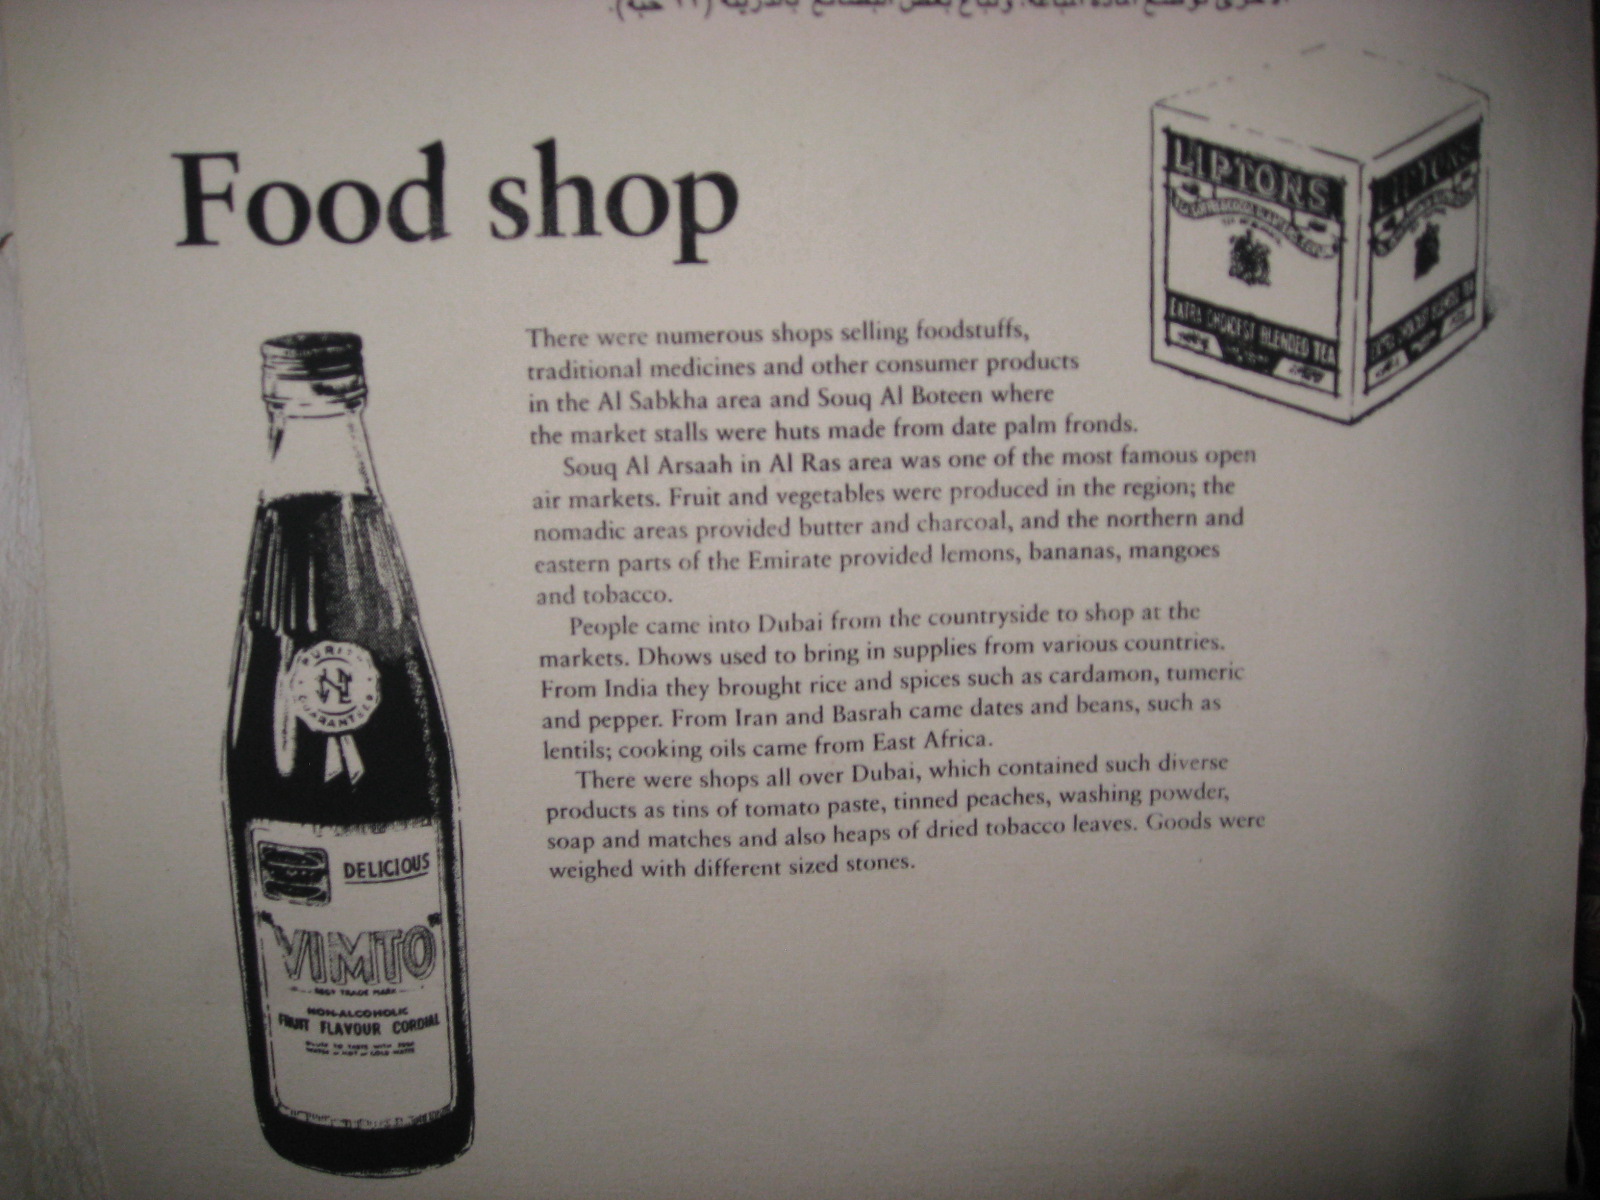 Food shop
LIPTONS
EXTRA CHOICEST BLENDED TEA
LIPTONS
EXTRA CHOICEST BLENDED TEA
There were numerous shops selling foodstuffs,
traditional medicines and other consumer products
in the Al Sabkha area and Souq Al Boteen where
the market stalls were huts made from date palm fronds.
Souq Al Arsaah in Al Ras area was one of the most famous open
air markets. Fruit and vegetables were produced in the region; the
nomadic areas provided butter and charcoal, and the northern and
eastern parts of the Emirate provided lemons, bananas, mangoes
and tobacco.
People came into Dubai from the countryside to shop at the
markets. Dhows used to bring in supplies from various countries.
From India they brought rice and spices such as cardamon, tumeric
and pepper. From Iran and Basrah came dates and beans, such as
lentils; cooking oils came from East Africa.
There were shops all over Dubai, which contained such diverse
products as tins of tomato paste, tinned peaches, washing powder,
soap and matches and also heaps of dried tobacco leaves. Goods were
weighed with different sized stones.
PURITY
GUARANTEED
DELICIOUS
"VIMTO"
REGD TRADE MARK
NON-ALCOHOLIC
FRUIT FLAVOUR CORDIAL